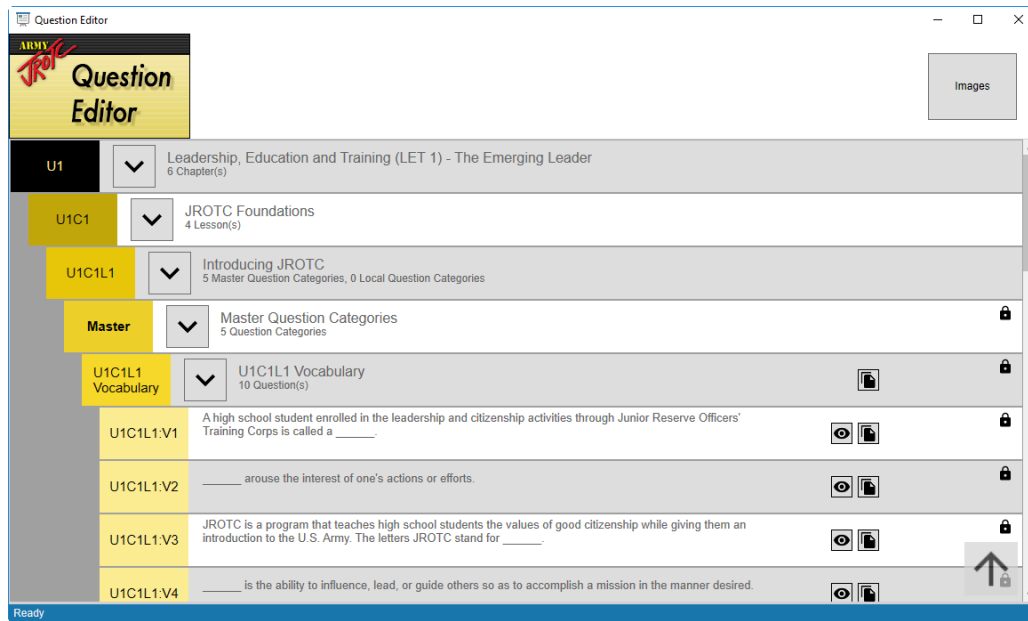 Question Editor
ARMY
JROTC
Question
Editor
Images
U1
Leadership, Education and Training (LET 1) - The Emerging Leader
6 Chapter(s)
U1C1
JROTC Foundations
4 Lesson(s)
U1C1L1
Introducing JROTC
5 Master Question Categories, 0 Local Question Categories
Master
Master Question Categories
5 Question Categories
U1C1L1
Vocabulary
U1C1L1 Vocabulary
10 Question(s)
U1C1L1:V1
A high school student enrolled in the leadership and citizenship activities through Junior Reserve Officers'
Training Corps is called a ______.
U1C1L1:V2
______ arouse the interest of one's actions or efforts.
U1C1L1:V3
JROTC is a program that teaches high school students the values of good citizenship while giving them an
introduction to the U.S. Army. The letters JROTC stand for ______.
U1C1L1:V4
______ is the ability to influence, lead, or guide others so as to accomplish a mission in the manner desired.
Ready